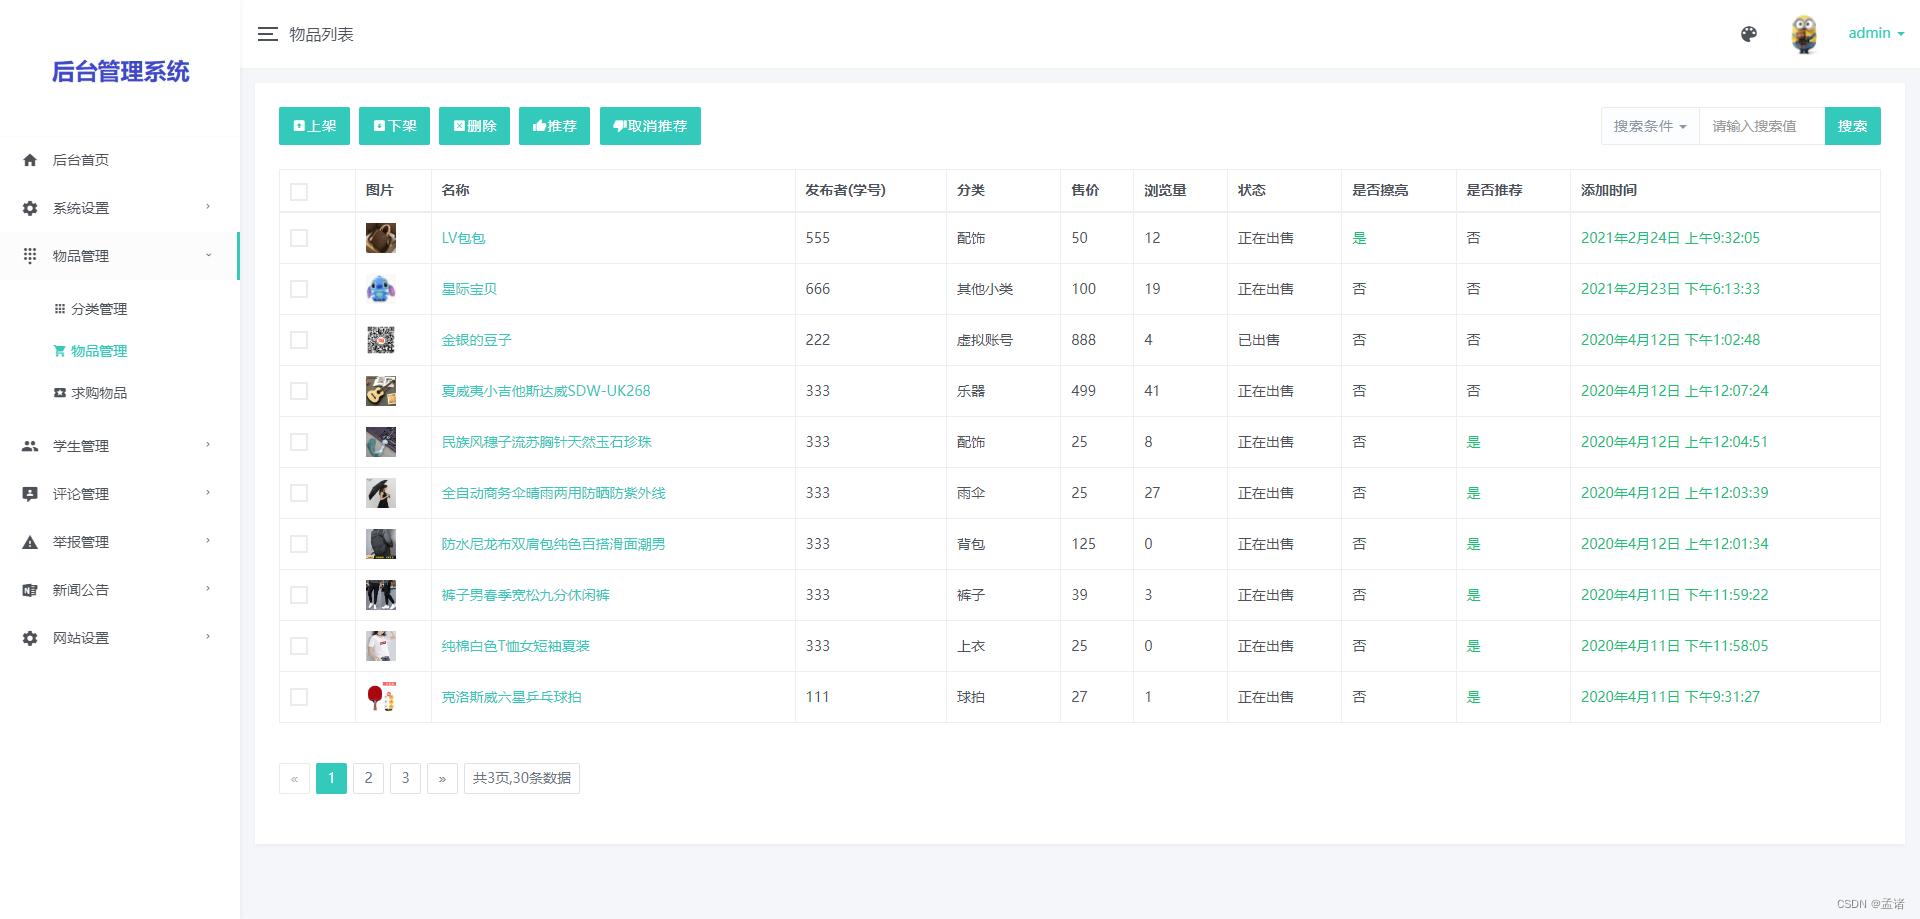 后台管理系统
物品列表
admin
后台首页
系统设置
物品管理
分类管理
物品管理
求购物品
学生管理
评论管理
举报管理
新闻公告
网站设置
上架 下架 删除 推荐 取消推荐 搜索条件 请输入搜索值 搜索
图片 名称 发布者(学号) 分类 售价 浏览量 状态 是否擦亮 是否推荐 添加时间
LV包包 555 配饰 50 12 正在出售 是 否 2021年2月24日 上午9:32:05
星际宝贝 666 其他小类 100 19 正在出售 否 否 2021年2月23日 下午6:13:33
金银的豆子 222 虚拟账号 888 4 已出售 否 否 2020年4月12日 下午1:02:48
夏威夷小吉他斯达威SDW-UK268 333 乐器 499 41 正在出售 否 否 2020年4月12日 上午12:07:24
民族风穗子流苏胸针天然玉石珍珠 333 配饰 25 8 正在出售 否 是 2020年4月12日 上午12:04:51
全自动商务伞晴雨两用防晒防紫外线 333 雨伞 25 27 正在出售 否 是 2020年4月12日 上午12:03:39
防水尼龙布双肩包纯色百搭滑面潮男 333 背包 125 0 正在出售 否 是 2020年4月12日 上午12:01:34
裤子男春季宽松九分休闲裤 333 裤子 39 3 正在出售 否 是 2020年4月11日 下午11:59:22
纯棉白色T恤女短袖夏装 333 上衣 25 0 正在出售 否 是 2020年4月11日 下午11:58:05
克洛斯威六星乒乓球拍 111 球拍 27 1 正在出售 否 是 2020年4月11日 下午9:31:27
« 1 2 3 » 共3页,30条数据
CSDN @孟诸